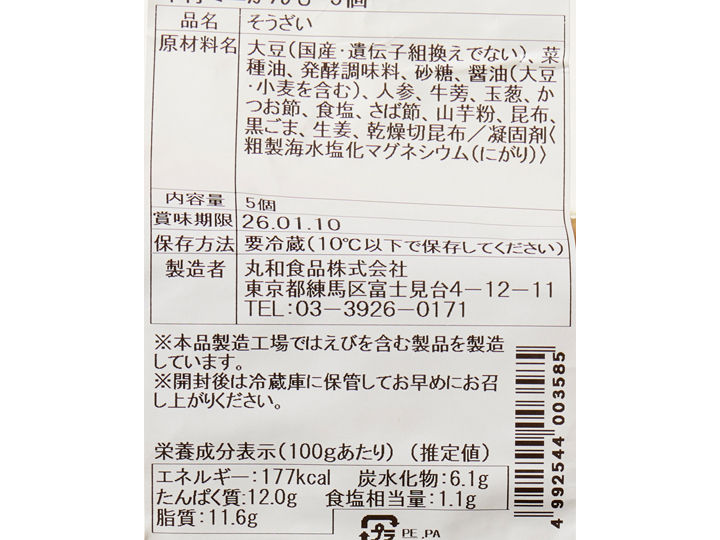 5個
品名 そうざい
原材料名 大豆(国産・遺伝子組換えでない)、菜
種油、発酵調味料、砂糖、醤油(大豆
・小麦を含む)、人参、牛蒡、玉葱、か
つお節、食塩、さば節、山芋粉、昆布、
黒ごま、生姜、乾燥切昆布／凝固剤〈
粗製海水塩化マグネシウム(にがり)〉
内容量 5個
賞味期限 26.01.10
保存方法 要冷蔵(10℃以下で保存してください)
製造者 丸和食品株式会社
東京都練馬区富士見台4－12－11
TEL:03－3926－0171
※本品製造工場ではえびを含む製品を製造
しています。
※開封後は冷蔵庫に保管してお早めにお召
し上がりください。
栄養成分表示(100gあたり) (推定値)
エネルギー:177kcal 炭水化物:6.1g
たんぱく質:12.0g 食塩相当量:1.1g
脂質:11.6g
プラ PE,PA
4 992544 003585